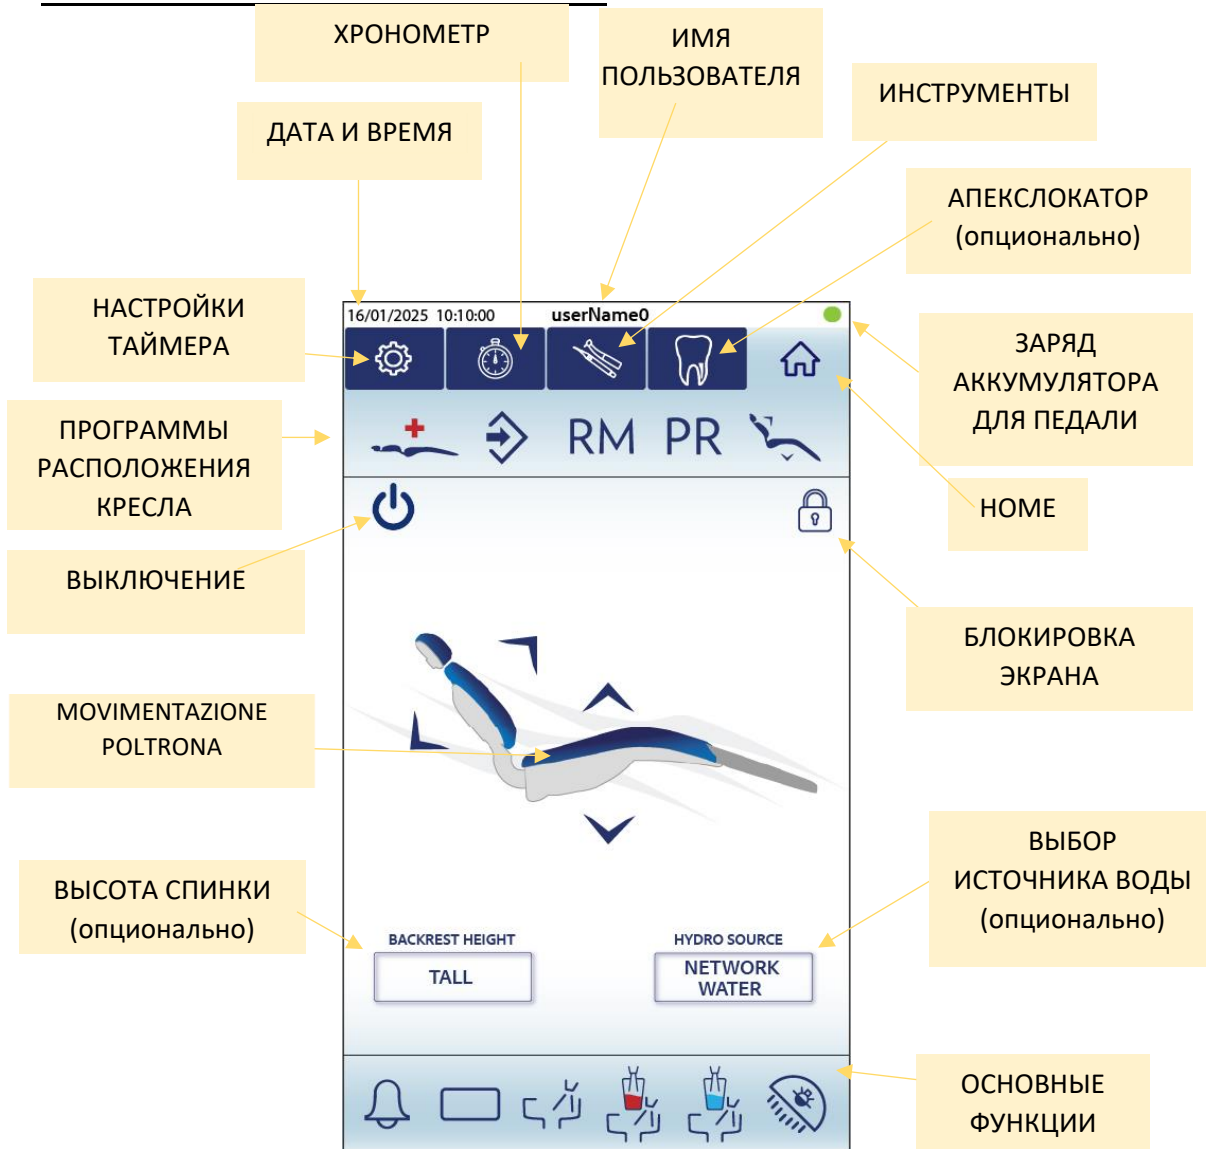 ХРОНОМЕТР
ИМЯ
ПОЛЬЗОВАТЕЛЯ
ИНСТРУМЕНТЫ
ДАТА И ВРЕМЯ
АПЕКСЛОКАТОР
(опционально)
НАСТРОЙКИ
ТАЙМЕРА
16/01/2025 10:10:00
userName0
ЗАРЯД
АККУМУЛЯТОРА
ДЛЯ ПЕДАЛИ
ПРОГРАММЫ
РАСПОЛОЖЕНИЯ
КРЕСЛА
RM
PR
HOME
ВЫКЛЮЧЕНИЕ
БЛОКИРОВКА
ЭКРАНА
MOVIMENTAZIONE
POLTRONA
ВЫБОР
ИСТОЧНИКА ВОДЫ
(опционально)
ВЫСОТА СПИНКИ
(опционально)
BACKREST HEIGHT
TALL
HYDRO SOURCE
NETWORK
WATER
ОСНОВНЫЕ
ФУНКЦИИ